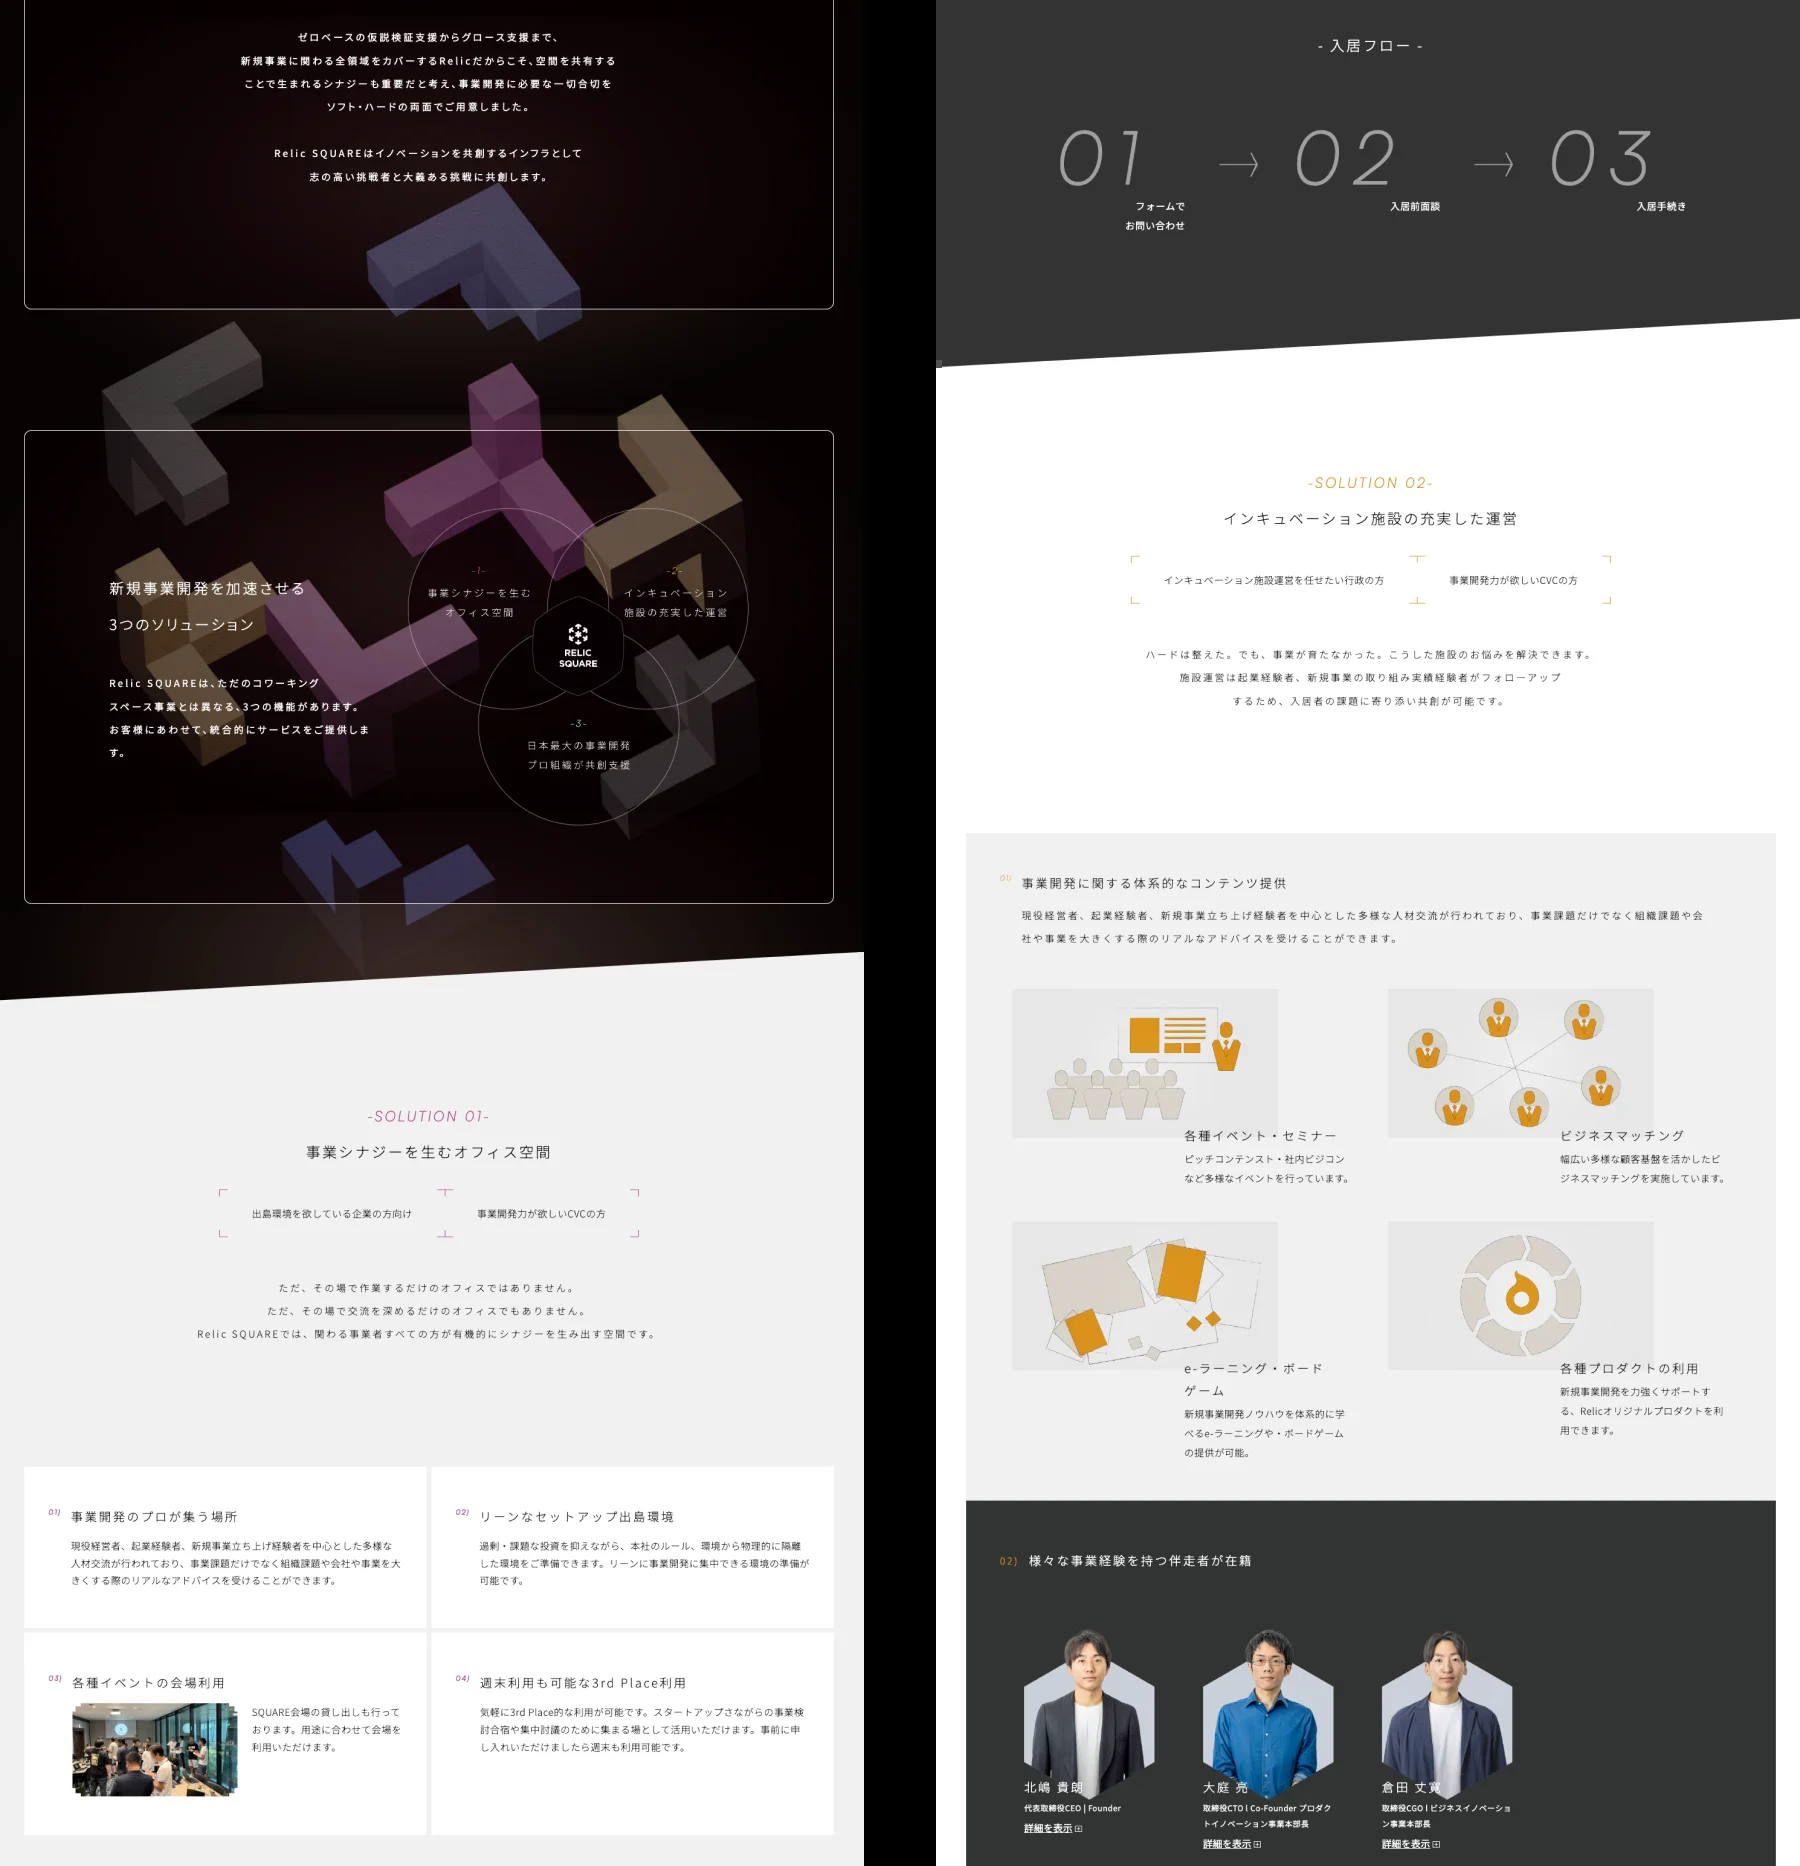 ゼロベースの仮説検証支援からグロース支援まで、
新規事業に関わる全領域をカバーするRelicだからこそ、空間を共有する
ことで生まれるシナジーも重要だと考え、事業開発に必要な一切合切を
ソフト・ハードの両面でご用意しました。
Relic SQUAREはイノベーションを共創するインフラとして
志の高い挑戦者と大義ある挑戦に共創します。
新規事業開発を加速させる
3つのソリューション
Relic SQUAREは、ただのコワーキング
スペース事業とは異なる、3つの機能があります。
お客様にあわせて、統合的にサービスをご提供しま
す。
-1-
事業シナジーを生む
オフィス空間
-2-
インキュベーション
施設の充実した運営
RELIC
SQUARE
-3-
日本最大の事業開発
プロ組織が共創支援
-SOLUTION 01-
事業シナジーを生むオフィス空間
出島環境を欲している企業の方向け
事業開発力が欲しいCVCの方
ただ、その場で作業するだけのオフィスではありません。
ただ、その場で交流を深めるだけのオフィスでもありません。
Relic SQUAREでは、関わる事業者すべての方が有機的にシナジーを生み出す空間です。
01) 事業開発のプロが集う場所
現役経営者、起業経験者、新規事業立ち上げ経験者を中心とした多様な
人材交流が行われており、事業課題だけでなく組織課題や会社や事業を大
きくする際のリアルなアドバイスを受けることができます。
02) リーンなセットアップ出島環境
過剰・課題な投資を抑えながら、本社のルール、環境から物理的に隔離
した環境をご準備できます。リーンに事業開発に集中できる環境の準備が
可能です。
03) 各種イベントの会場利用
SQUARE会場の貸し出しも行って
おります。用途に合わせて会場を
利用いただけます。
04) 週末利用も可能な3rd Place利用
気軽に3rd Place的な利用が可能です。スタートアップさながらの事業検
討合宿や集中討議のために集まる場として活用いただけます。事前に申
し入れいただけましたら週末も利用可能です。
- 入居フロー -
01 → 02 → 03
フォームで
お問い合わせ
入居前面談
入居手続き
-SOLUTION 02-
インキュベーション施設の充実した運営
インキュベーション施設運営を任せたい行政の方
事業開発力が欲しいCVCの方
ハードは整えた。でも、事業が育たなかった。こうした施設のお悩みを解決できます。
施設運営は起業経験者、新規事業の取り組み実績経験者がフォローアップ
するため、入居者の課題に寄り添い共創が可能です。
01) 事業開発に関する体系的なコンテンツ提供
現役経営者、起業経験者、新規事業立ち上げ経験者を中心とした多様な人材交流が行われており、事業課題だけでなく組織課題や会
社や事業を大きくする際のリアルなアドバイスを受けることができます。
各種イベント・セミナー
ピッチコンテンスト・社内ビジコン
など多様なイベントを行っています。
ビジネスマッチング
幅広い多様な顧客基盤を活かしたビ
ジネスマッチングを実施しています。
e-ラーニング・ボード
ゲーム
新規事業開発ノウハウを体系的に学
べるe-ラーニングや・ボードゲーム
の提供が可能。
各種プロダクトの利用
新規事業開発を力強くサポートす
る、Relicオリジナルプロダクトを利
用できます。
02) 様々な事業経験を持つ伴走者が在籍
北嶋 貴朗
代表取締役CEO | Founder
詳細を表示
大庭 亮
取締役CTO l Co-Founder プロダク
トイノベーション事業本部長
詳細を表示
倉田 丈寛
取締役CGO l ビジネスイノベーショ
ン事業本部長
詳細を表示